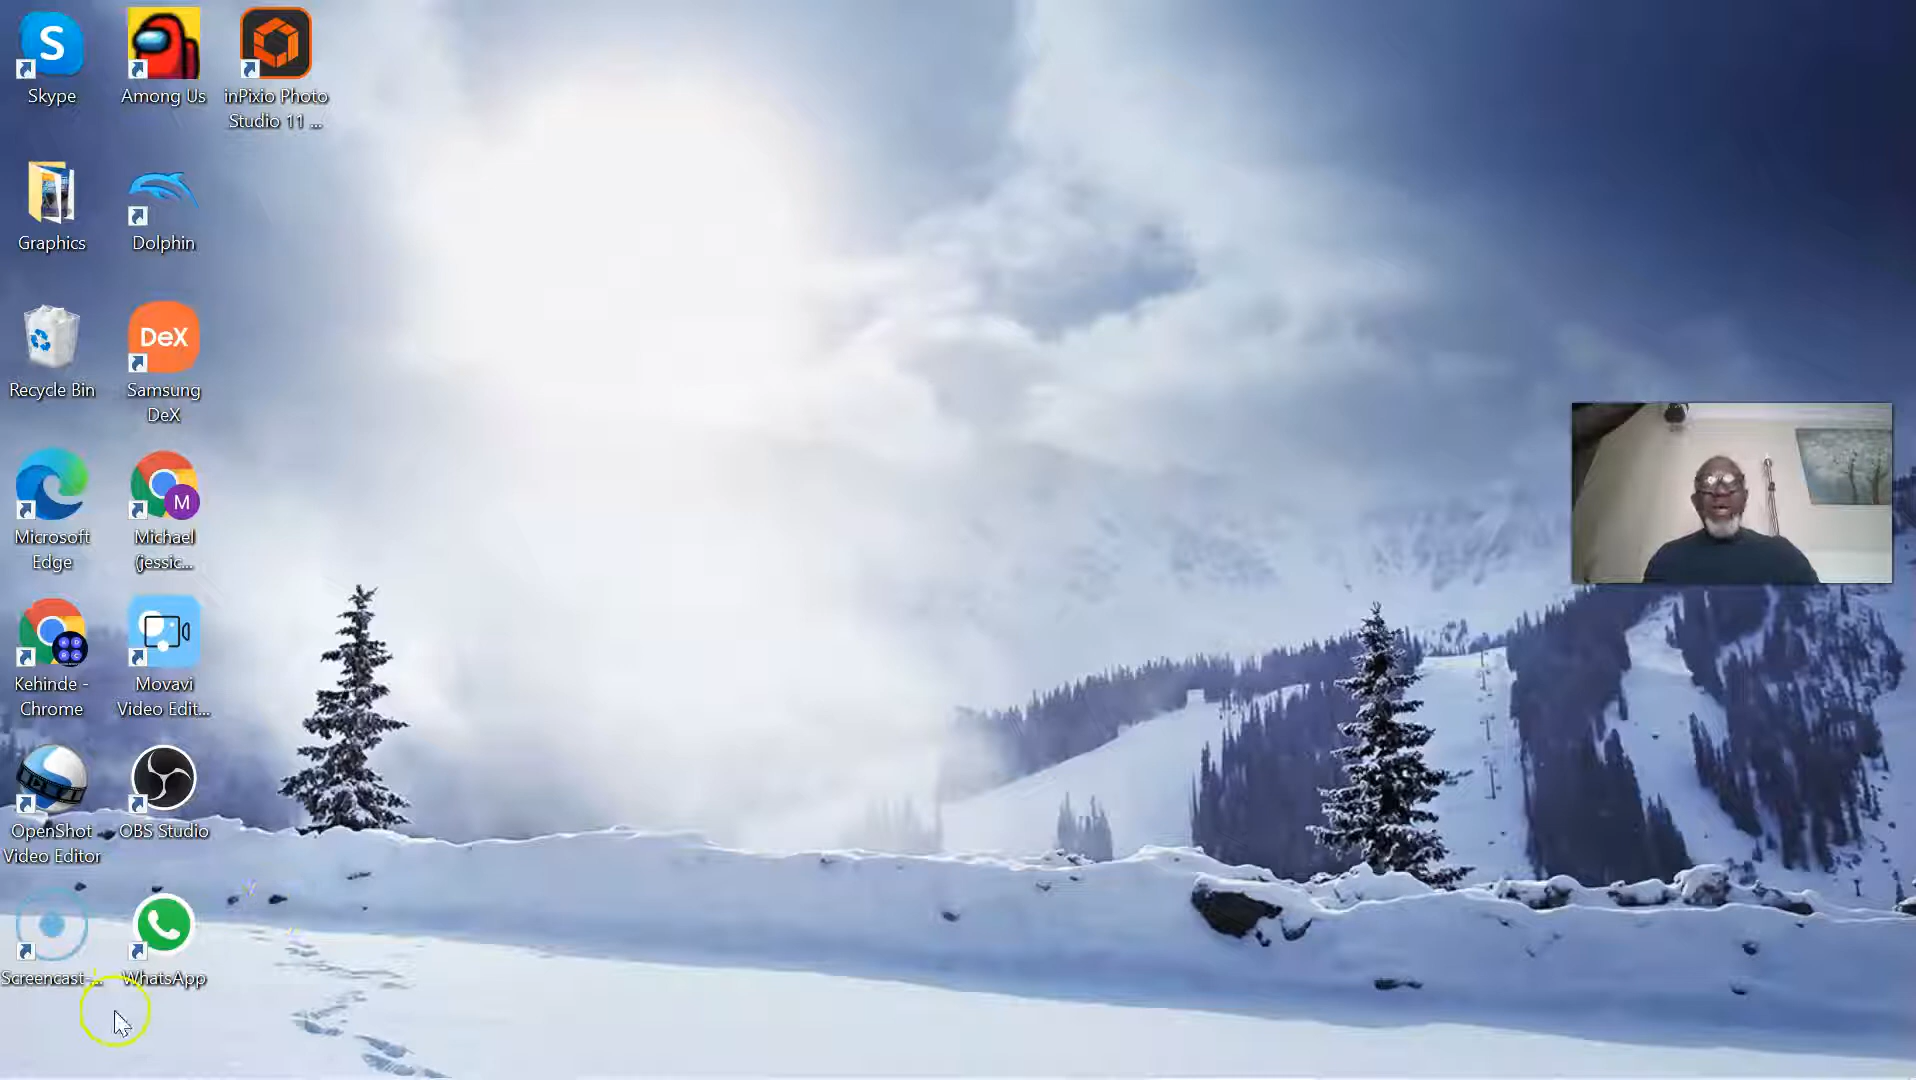 S
Skype
Among Us
inPixio Photo
Studio 11 ...
Graphics
Dolphin
Recycle Bin
DeX
Samsung
DeX
Microsoft
Edge
M
Michael
(jessic...
Kehinde -
Chrome
Movavi
Video Edit...
OpenShot
Video Editor
OBS Studio
Screencast-...
WhatsApp